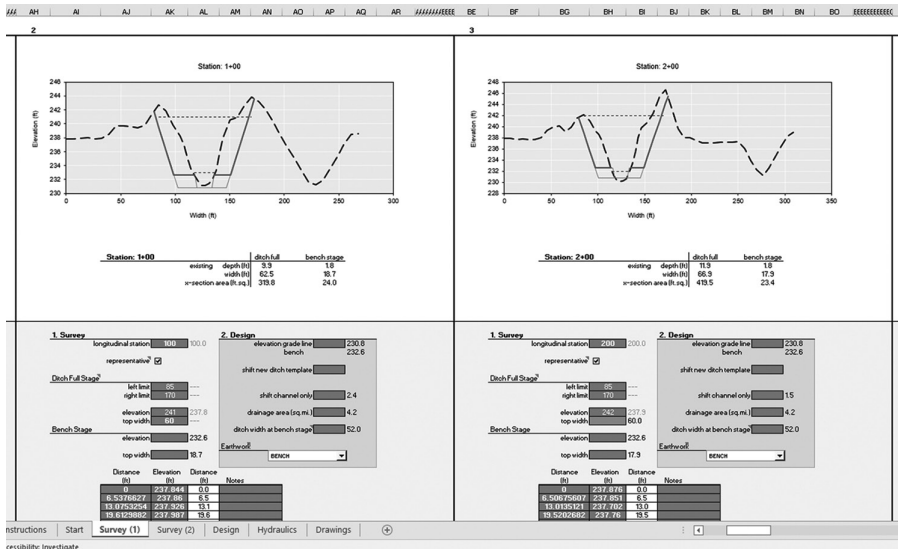 AH AI AJ AK AL AM AN AO AP AQ AR BE BF BG BH BI BJ BK BL BM BN BO
2
Station: 1+00
Elevation (ft)
246
244
242
240
238
236
234
232
230
0 50 100 150 200 250 300
Width (ft)
Station: 1+00 ditch full bench stage
existing depth (ft) 9.9 1.8
width (ft) 62.5 18.7
x-section area (ft.sq.) 319.8 24.0
1. Survey
longitudinal station 100 100.0
representative?
Ditch Full Stage?
left limit 85 ---
right limit 170 ---
elevation 241 237.8
top width 60 ---
Bench Stage
elevation 232.6
top width 18.7
2. Design
elevation grade line 230.8
bench 232.6
shift new ditch template
shift channel only 2.4
drainage area (sq.mi.) 4.2
ditch width at bench stage 52.0
Earthwork
BENCH
Distance Elevation Distance Notes
(ft) (ft) (ft)
0 237.844 0.0
6.5376627 237.86 6.5
13.0753254 237.926 13.1
19.6129882 237.987 19.6
3
Station: 2+00
Elevation (ft)
248
246
244
242
240
238
236
234
232
230
228
0 50 100 150 200 250 300 350
Width (ft)
Station: 2+00 ditch full bench stage
existing depth (ft) 11.9 1.8
width (ft) 66.9 17.9
x-section area (ft.sq.) 419.5 23.4
1. Survey
longitudinal station 200 200.0
representative?
Ditch Full Stage?
left limit 85 ---
right limit 170 ---
elevation 242 237.9
top width 60.0
Bench Stage
elevation 232.6
top width 17.9
2. Design
elevation grade line 230.8
bench 232.6
shift new ditch template
shift channel only 1.5
drainage area (sq.mi.) 4.2
ditch width at bench stage 52.0
Earthwork
BENCH
Distance Elevation Distance Notes
(ft) (ft) (ft)
0 237.876 0.0
6.50675607 237.851 6.5
13.0135121 237.702 13.0
19.5202682 237.76 19.5
nstructions Start Survey (1) Survey (2) Design Hydraulics Drawings
cessibility: Investigate